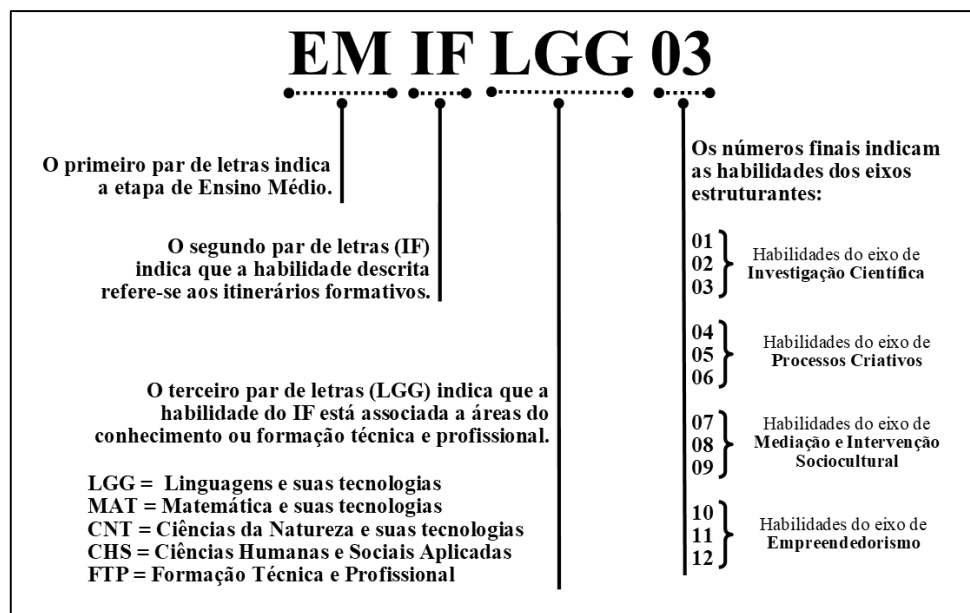 EM IF LGG 03
O primeiro par de letras indica
a etapa de Ensino Médio.
O segundo par de letras (IF)
indica que a habilidade descrita
refere-se aos itinerários formativos.
O terceiro par de letras (LGG) indica que a
habilidade do IF está associada a áreas do
conhecimento ou formação técnica e profissional.
LGG = Linguagens e suas tecnologias
MAT = Matemática e suas tecnologias
CNT = Ciências da Natureza e suas tecnologias
CHS = Ciências Humanas e Sociais Aplicadas
FTP = Formação Técnica e Profissional
Os números finais indicam
as habilidades dos eixos
estruturantes:
01
02
03
Habilidades do eixo de
Investigação Científica
04
05
06
Habilidades do eixo de
Processos Criativos
07
08
09
Habilidades do eixo de
Mediação e Intervenção
Sociocultural
10
11
12
Habilidades do eixo de
Empreendedorismo